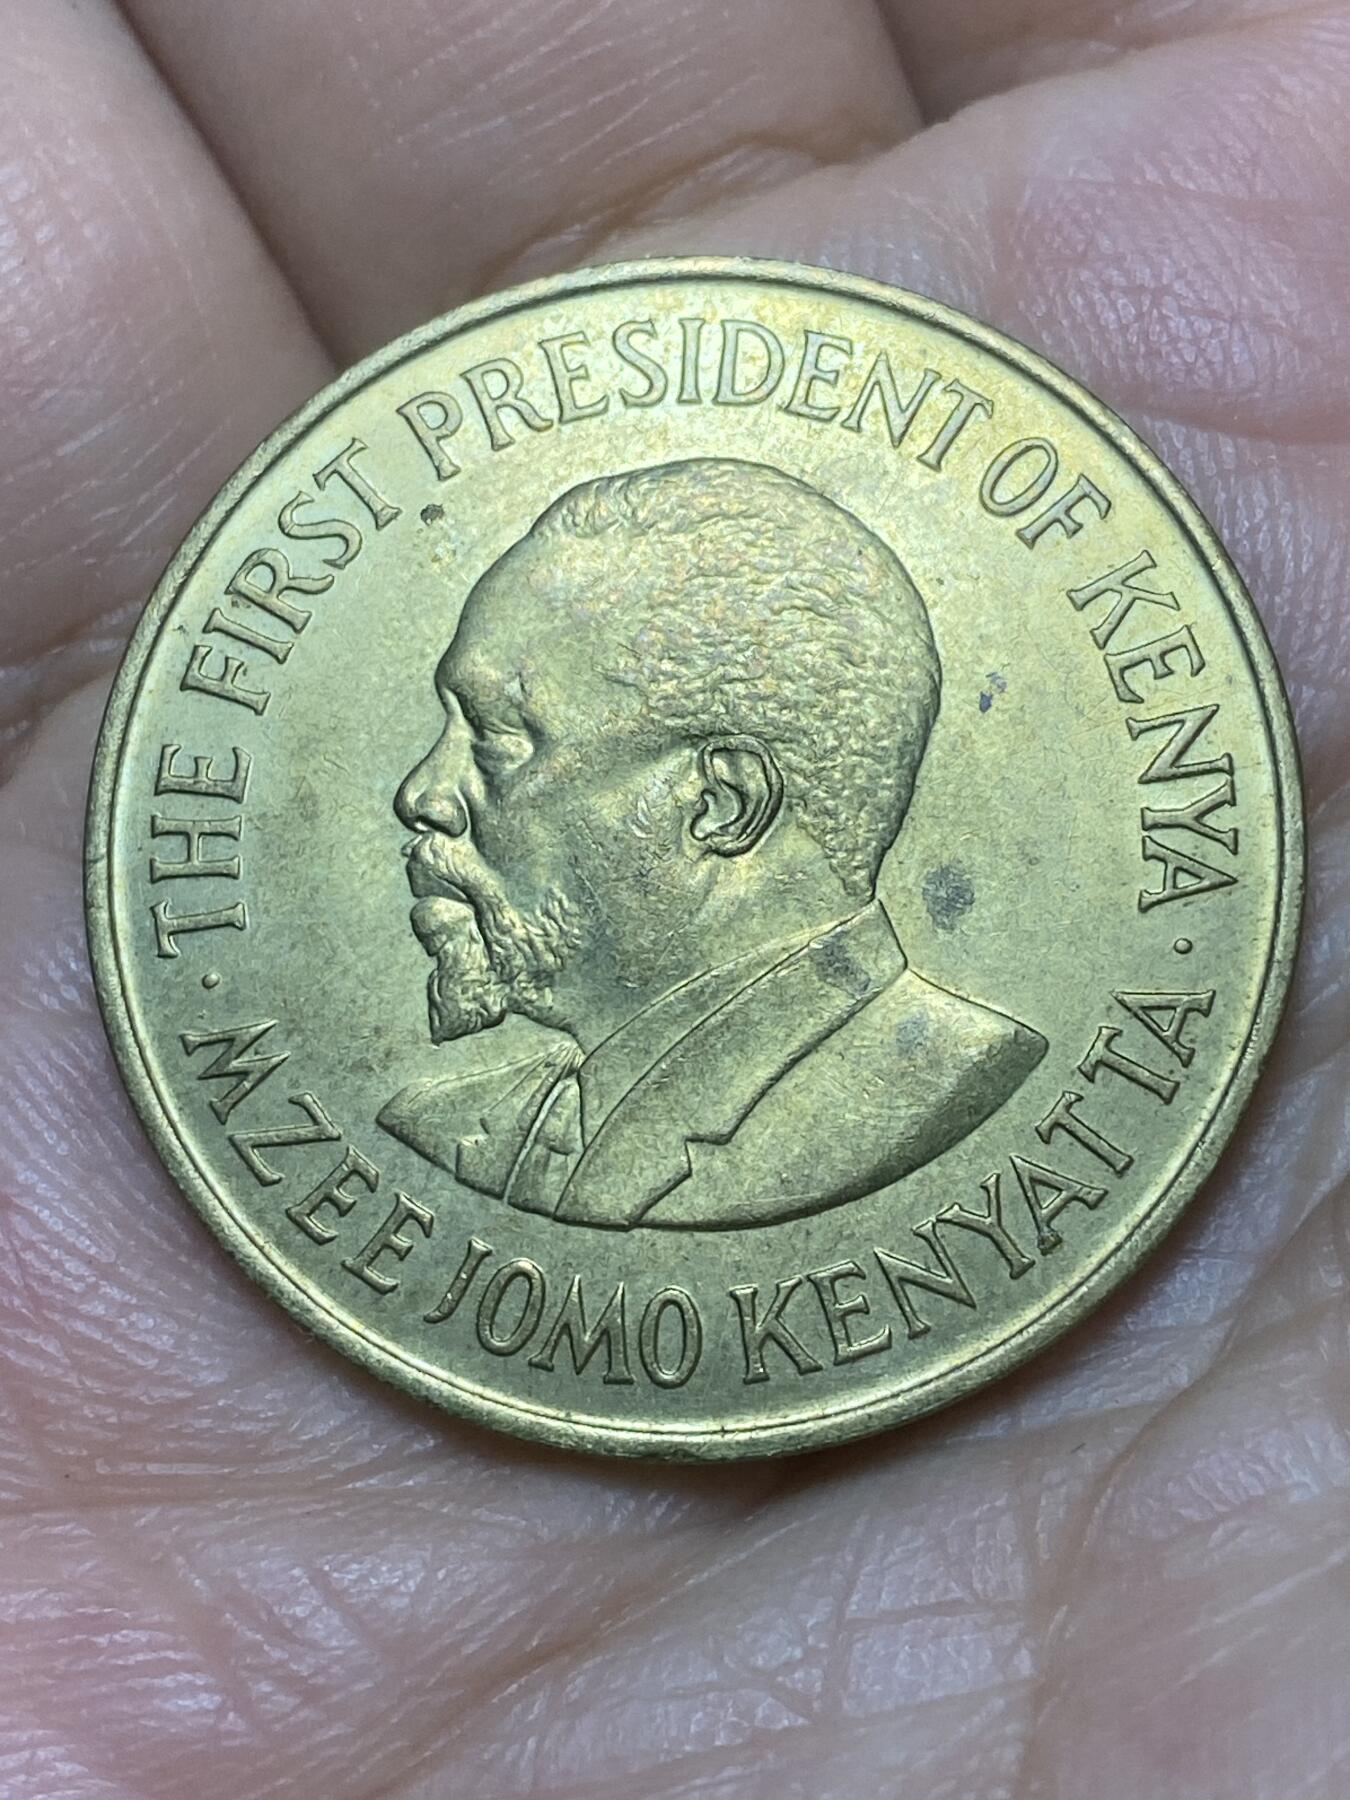 · THE FIRST PRESIDENT OF KENYA ·
MZEE JOMO KENYATTA